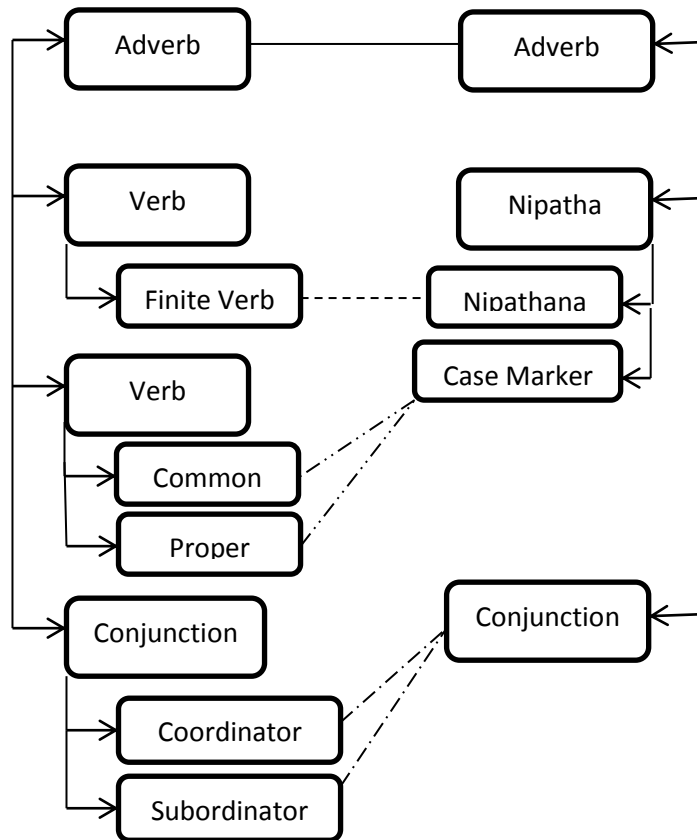 Adverb
Adverb
Verb
Nipatha
Finite Verb
Nipathana
Verb
Case Marker
Common
Proper
Conjunction
Conjunction
Coordinator
Subordinator